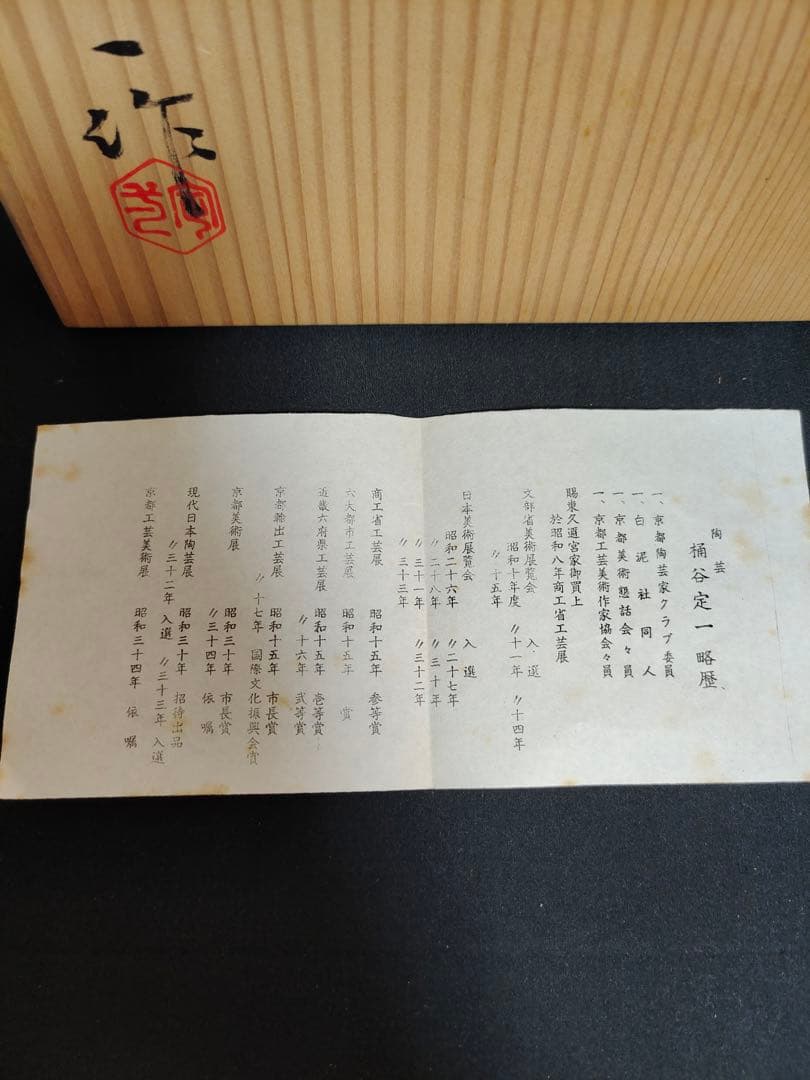 一作
陶芸
桶谷定一略歴
一、京都陶芸家クラブ委員
一、白泥社同人
一、京都美術懇話会々員
一、京都工芸美術作家協会々員
賜東久邇宮家御買上
於昭和八年商工省工芸展
文部省美術展覧会 入選
昭和十年度 〃十一年 〃十四年
〃十五年
日本美術展覧会 入選
昭和二十六年 〃二十七年
〃二十八年 〃三十年
〃三十一年 〃三十二年
〃三十三年
商工省工芸展 昭和十五年 参等賞
六大都市工芸展 昭和十五年 賞
近畿六府県工芸展 昭和十五年 壱等賞
〃十六年 弐等賞
京都輸出工芸展 昭和十五年 市長賞
〃十七年 国際文化振興会賞
京都美術展 昭和三十年 市長賞
〃三十四年 依嘱
現代日本陶芸展 昭和三十年 招待出品
〃三十二年 入選 〃三十三年 入選
京都工芸美術展 昭和三十四年 依嘱